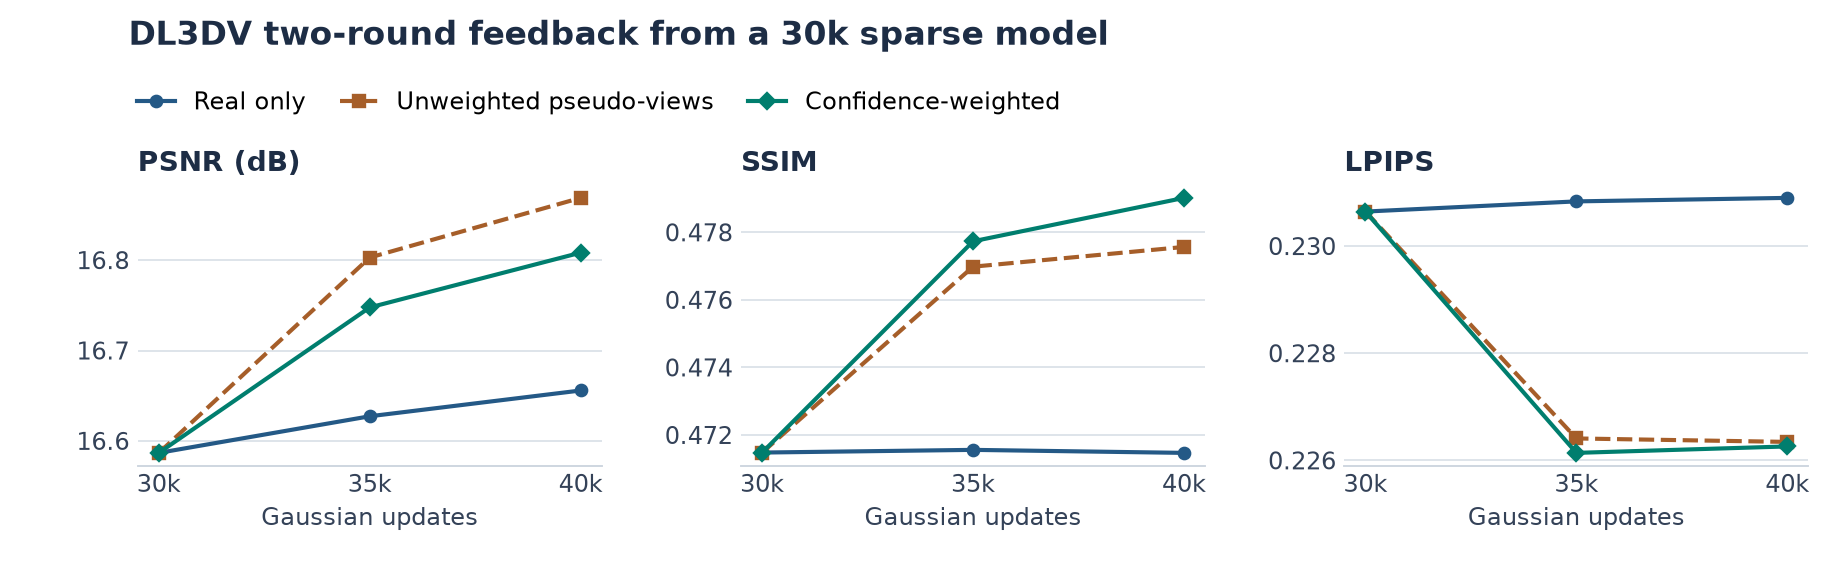 DL3DV two-round feedback from a 30k sparse model
Real only
Unweighted pseudo-views
Confidence-weighted
PSNR (dB)
16.8
16.7
16.6
30k 35k 40k
Gaussian updates
SSIM
0.478
0.476
0.474
0.472
30k 35k 40k
Gaussian updates
LPIPS
0.230
0.228
0.226
30k 35k 40k
Gaussian updates